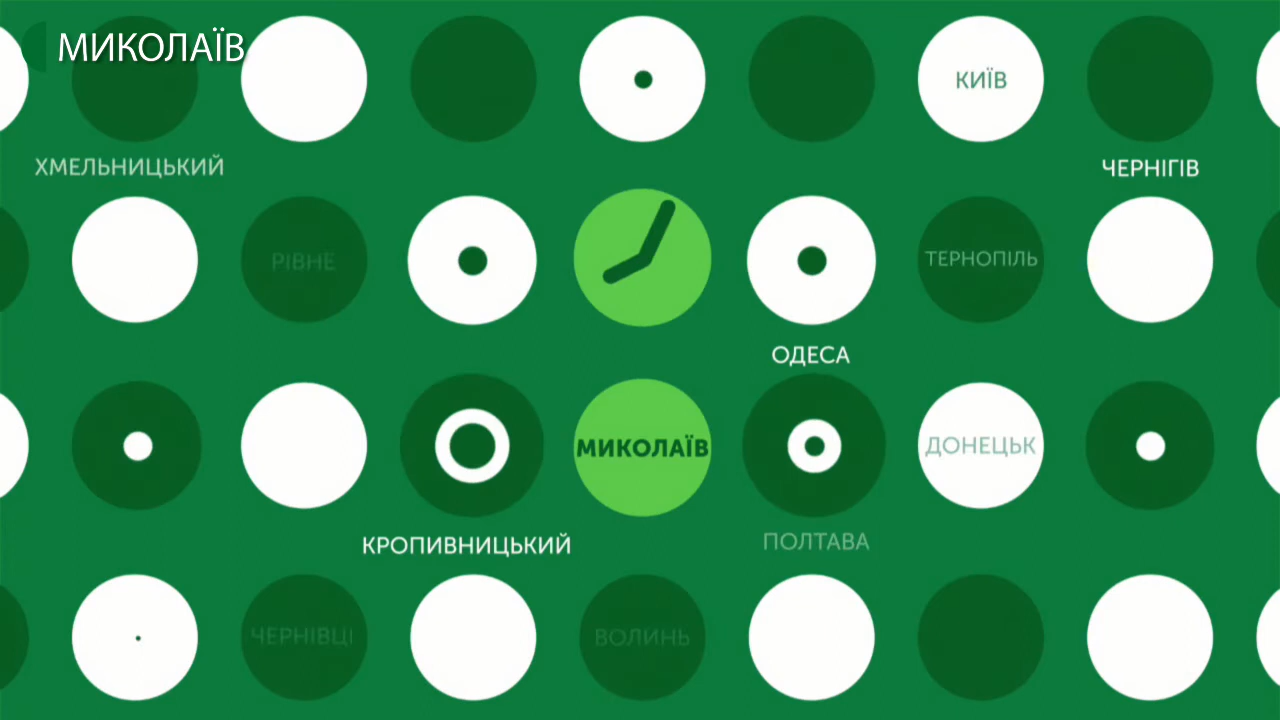 МИКОЛАЇВ
КИЇВ
ХМЕЛЬНИЦЬКИЙ
ЧЕРНІГІВ
РІВНЕ
ТЕРНОПІЛЬ
ОДЕСА
МИКОЛАЇВ
ДОНЕЦЬК
КРОПИВНИЦЬКИЙ
ПОЛТАВА
ЧЕРНІВЦІ
ВОЛИНЬ